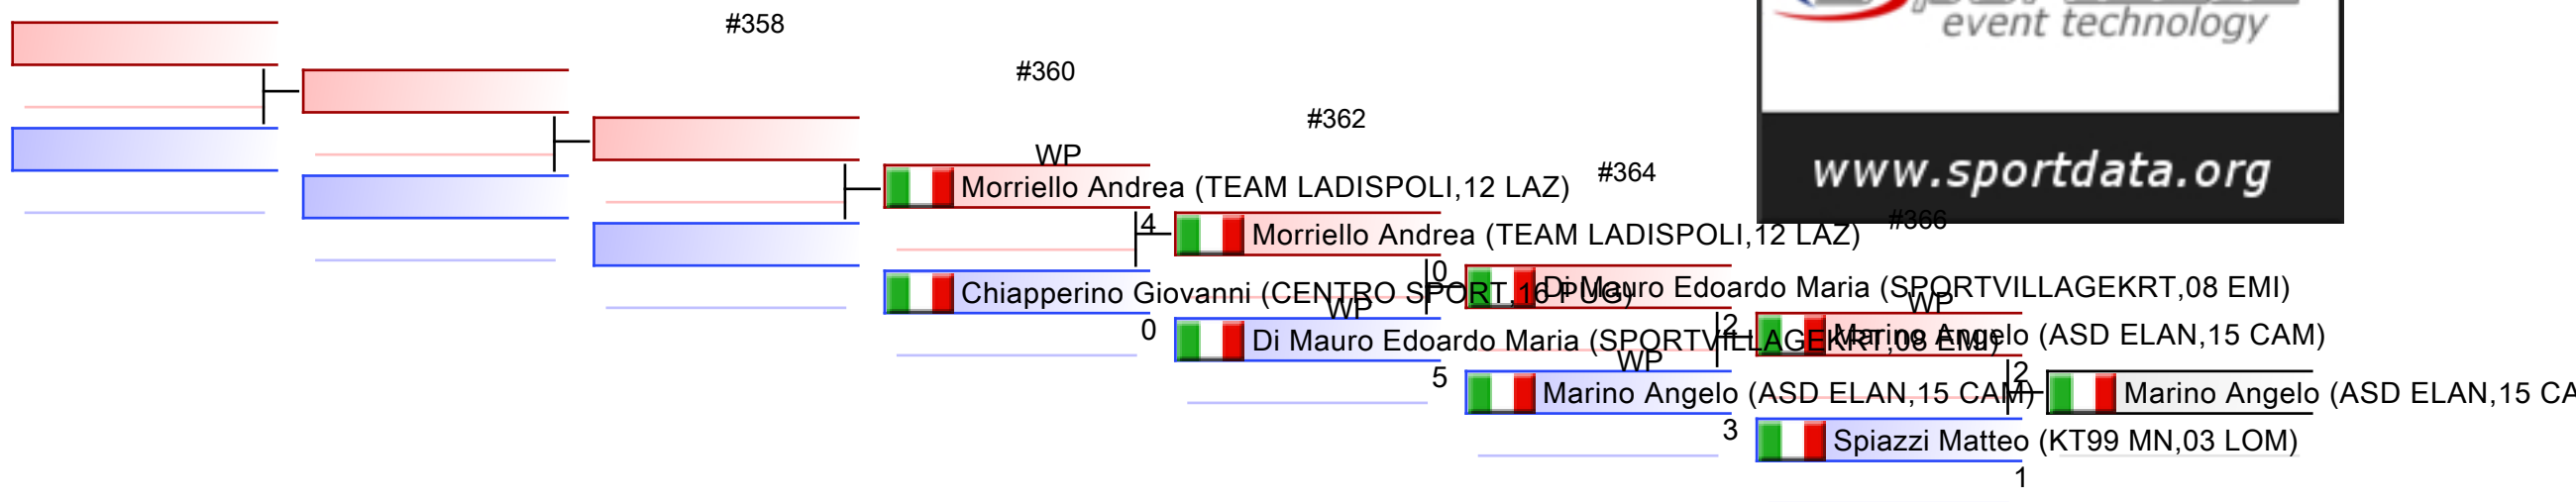 event technology
www.sportdata.org
#358
#360
#362
#364
#366
WP
Morriello Andrea (TEAM LADISPOLI,12 LAZ)
4
Chiapperino Giovanni (CENTRO SPORT,16 PUG)
0
Morriello Andrea (TEAM LADISPOLI,12 LAZ)
0
WP
Di Mauro Edoardo Maria (SPORTVILLAGEKRT,08 EMI)
5
Di Mauro Edoardo Maria (SPORTVILLAGEKRT,08 EMI)
2
WP
Marino Angelo (ASD ELAN,15 CAM)
3
WP
Marino Angelo (ASD ELAN,15 CAM)
2
Spiazzi Matteo (KT99 MN,03 LOM)
1
Marino Angelo (ASD ELAN,15 CA